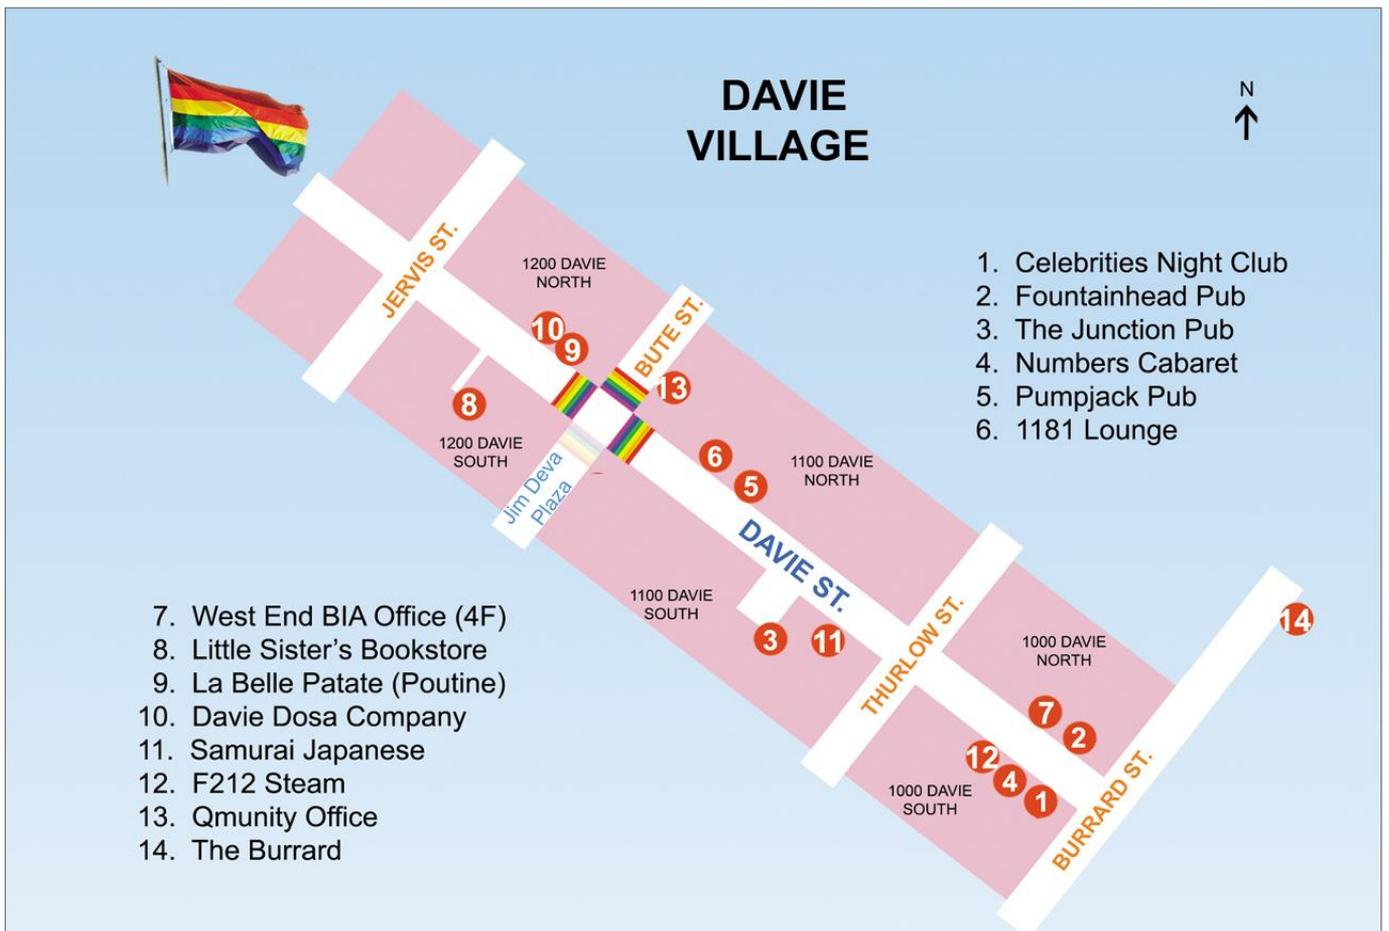 DAVIE
VILLAGE
N
1. Celebrities Night Club
2. Fountainhead Pub
3. The Junction Pub
4. Numbers Cabaret
5. Pumpjack Pub
6. 1181 Lounge
JERVIS ST.
1200 DAVIE
NORTH
BUTE ST.
10
9
13
8
1200 DAVIE
SOUTH
Jim Deva
Plaza
6
5
1100 DAVIE
NORTH
DAVIE ST.
1100 DAVIE
SOUTH
3
11
THURLOW ST.
1000 DAVIE
NORTH
14
7
2
12
4
1
1000 DAVIE
SOUTH
BURRARD ST.
7. West End BIA Office (4F)
8. Little Sister’s Bookstore
9. La Belle Patate (Poutine)
10. Davie Dosa Company
11. Samurai Japanese
12. F212 Steam
13. Qmunity Office
14. The Burrard